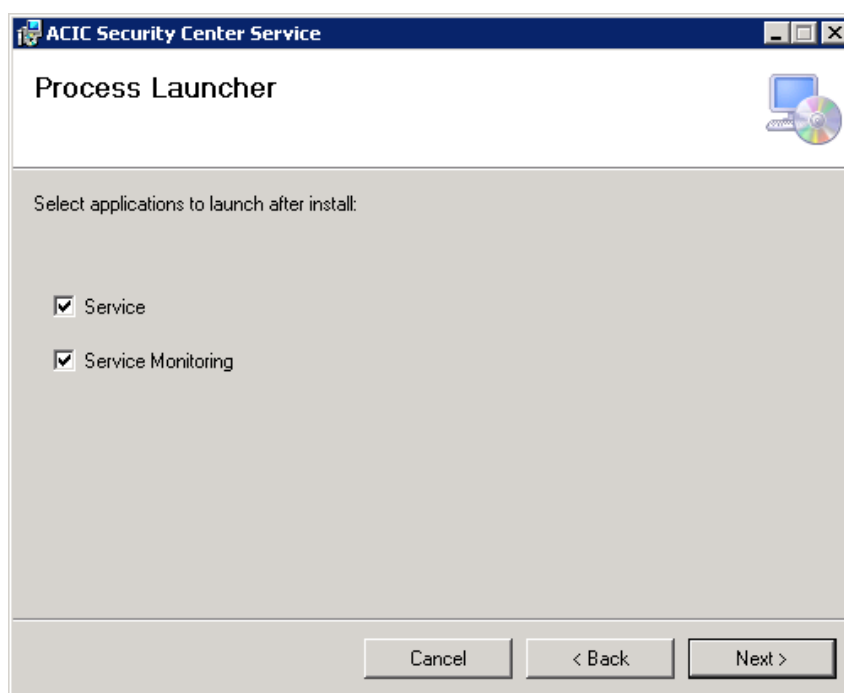 ACIC Security Center Service
Process Launcher
Select applications to launch after install:
Service
Service Monitoring
Cancel
< Back
Next >